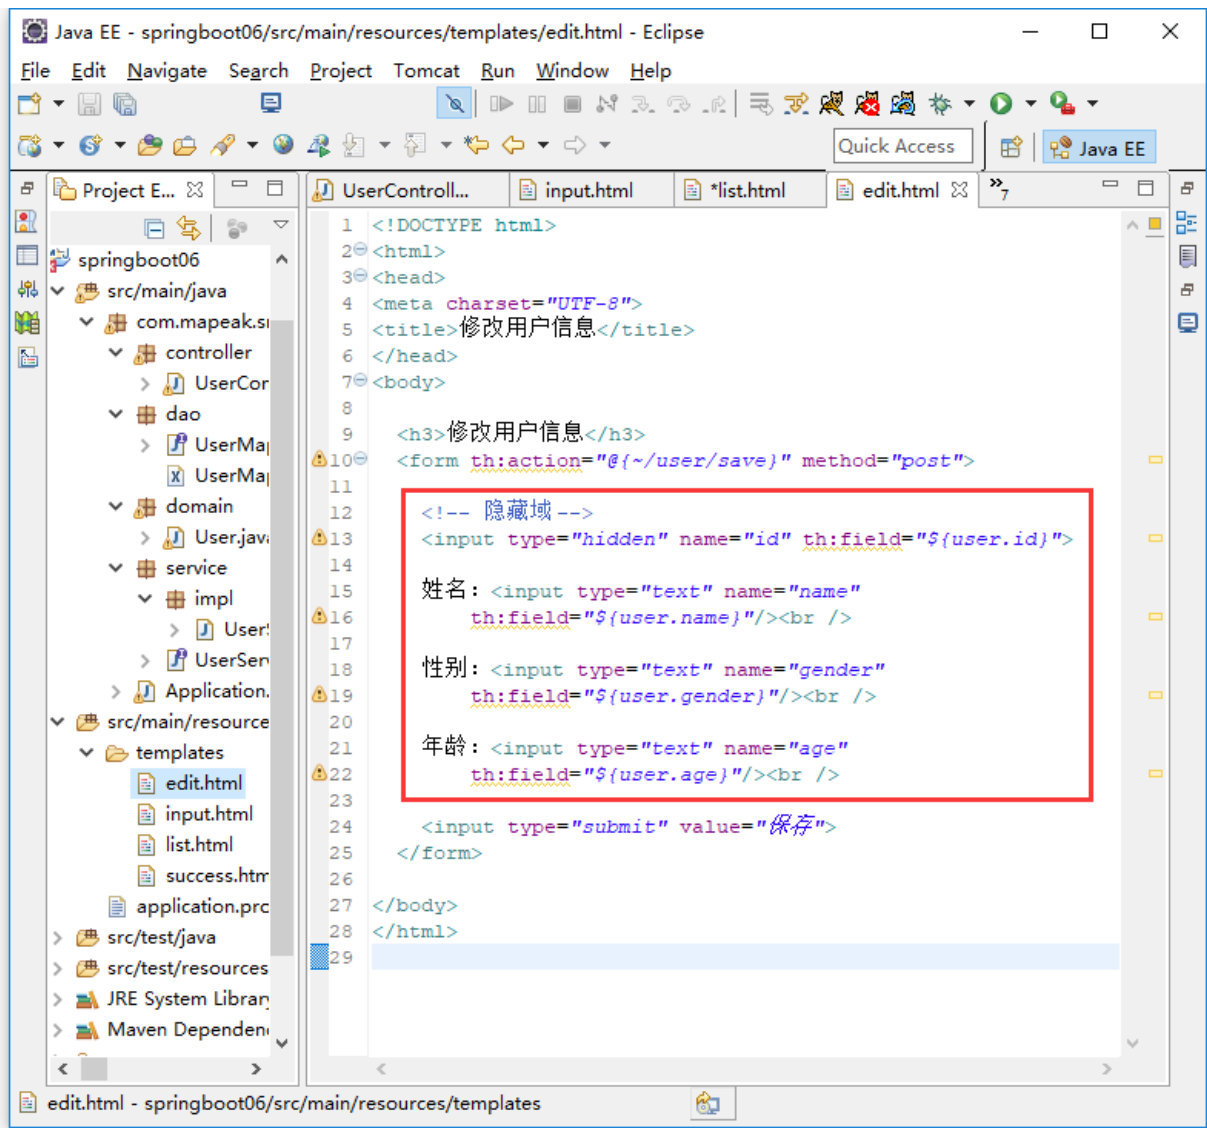 Java EE - springboot06/src/main/resources/templates/edit.html - Eclipse
File Edit Navigate Search Project Tomcat Run Window Help
Quick Access
Java EE
Project E...
UserControll...
input.html
*list.html
edit.html
»7
springboot06
src/main/java
com.mapeak.s
controller
UserCor
dao
UserMa
UserMa
domain
User.java
service
impl
User
UserSer
Application.
src/main/resource
templates
edit.html
input.html
list.html
success.htm
application.pro
src/test/java
src/test/resources
JRE System Librar
Maven Dependen
1 <!DOCTYPE html>
2 <html>
3 <head>
4 <meta charset="UTF-8">
5 <title>修改用户信息</title>
6 </head>
7 <body>
8
9 <h3>修改用户信息</h3>
10 <form th:action="@{~/user/save}" method="post">
11
12 <!-- 隐藏域 -->
13 <input type="hidden" name="id" th:field="${user.id}">
14
15 姓名：<input type="text" name="name"
16 th:field="${user.name}"/><br />
17
18 性别：<input type="text" name="gender"
19 th:field="${user.gender}"/><br />
20
21 年龄：<input type="text" name="age"
22 th:field="${user.age}"/><br />
23
24 <input type="submit" value="保存">
25 </form>
26
27 </body>
28 </html>
29
edit.html - springboot06/src/main/resources/templates